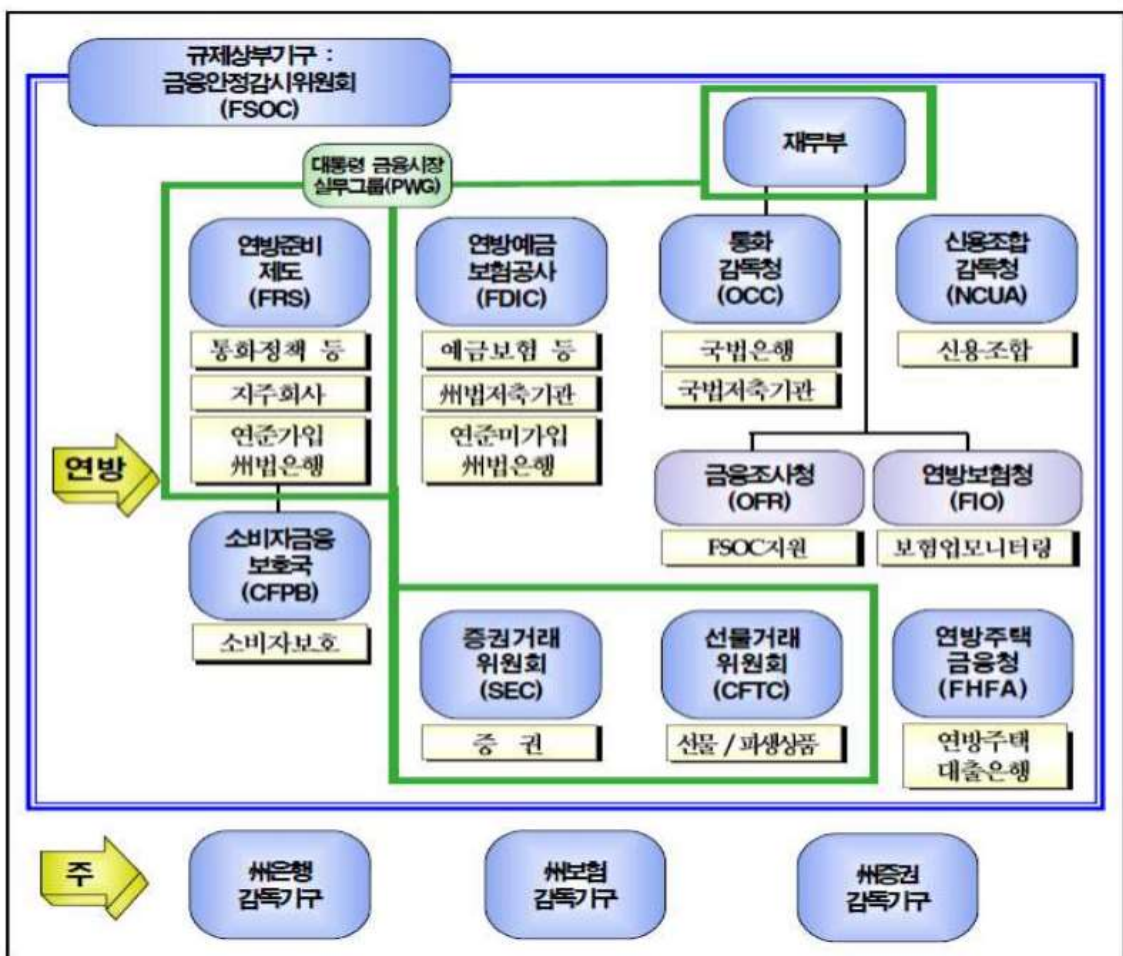 규제상부기구 :
금융안정감시위원회
(FSOC)
재무부
대통령 금융시장
실무그룹(PWG)
연방준비
제도
(FRS)
통화정책 등
지주회사
연준가입
州법은행
연방예금
보험공사
(FDIC)
예금보험 등
州법저축기관
연준미가입
州법은행
통화
감독청
(OCC)
국법은행
국법저축기관
신용조합
감독청
(NCUA)
신용조합
연방
금융조사청
(OFR)
FSOC지원
연방보험청
(FIO)
보험업모니터링
소비자금융
보호국
(CFPB)
소비자보호
증권거래
위원회
(SEC)
증 권
선물거래
위원회
(CFTC)
선물 / 파생상품
연방주택
금융청
(FHFA)
연방주택
대출은행
주
州은행
감독기구
州보험
감독기구
州증권
감독기구